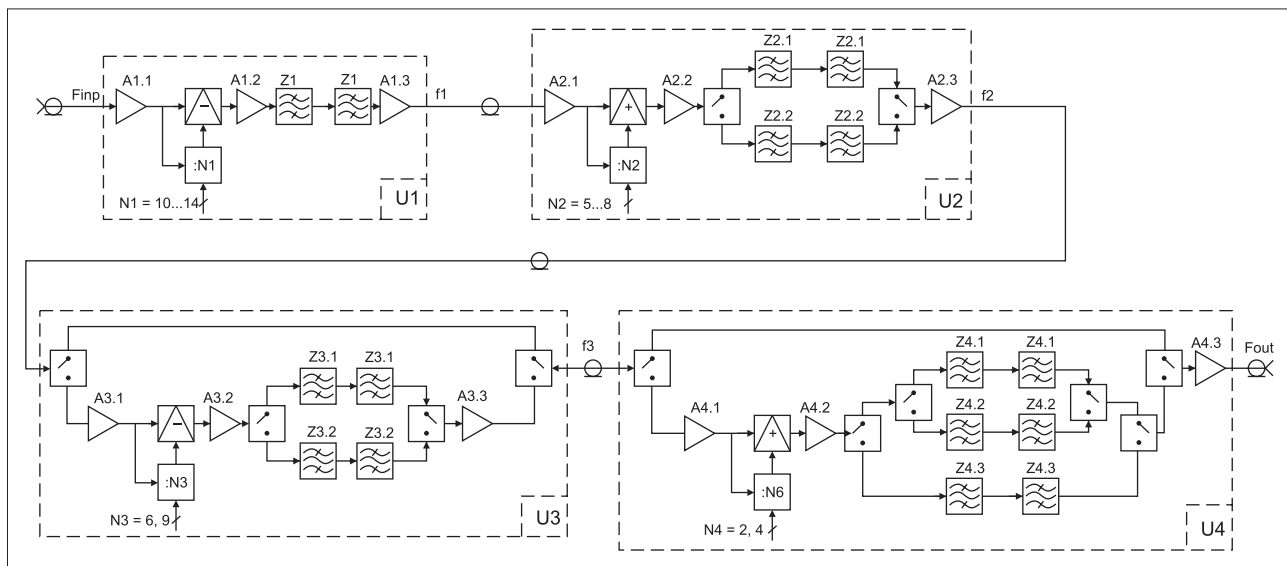 Finp
A1.1
−
A1.2
Z1
Z1
A1.3
f1
:N1
N1 = 10...14
U1
A2.1
+
A2.2
Z2.1
Z2.1
Z2.2
Z2.2
A2.3
f2
:N2
N2 = 5...8
U2
A3.1
−
A3.2
Z3.1
Z3.1
Z3.2
Z3.2
A3.3
:N3
N3 = 6, 9
U3
f3
A4.1
+
A4.2
Z4.1
Z4.1
Z4.2
Z4.2
Z4.3
Z4.3
A4.3
Fout
:N6
N4 = 2, 4
U4